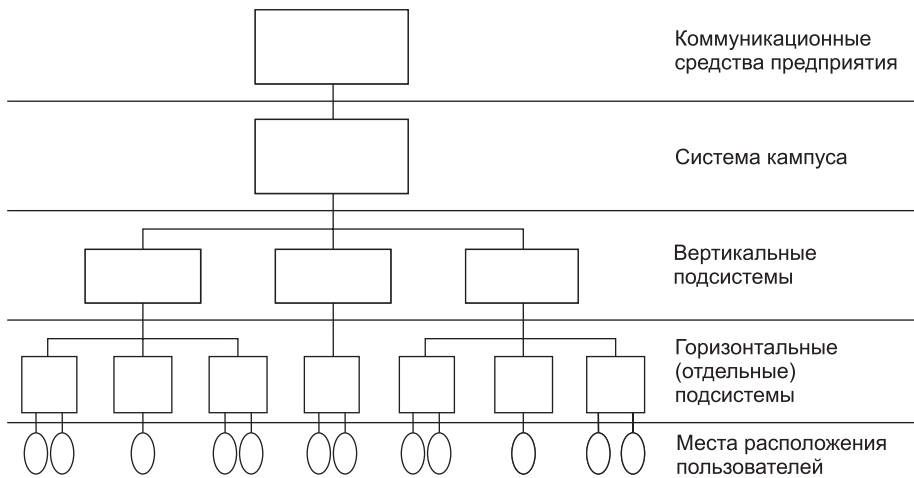 Коммуникационные
средства предприятия
Система кампуса
Вертикальные
подсистемы
Горизонтальные
(отдельные)
подсистемы
Места расположения
пользователей